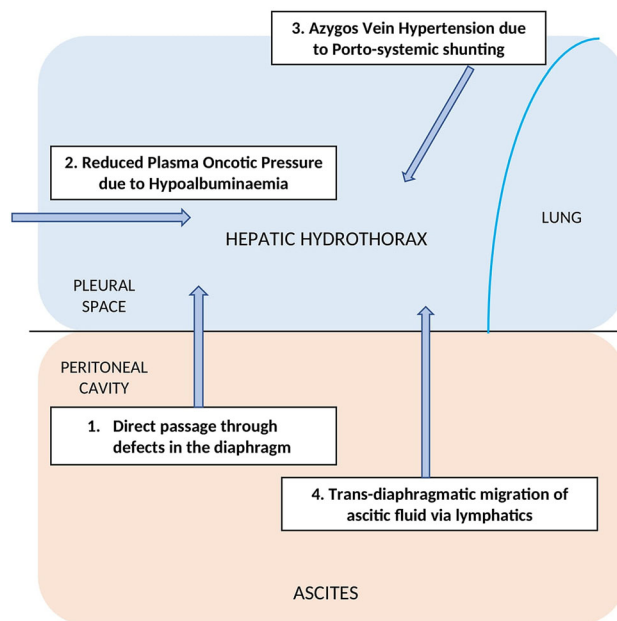 3. Azygos Vein Hypertension due
to Porto-systemic shunting
2. Reduced Plasma Oncotic Pressure
due to Hypoalbuminaemia
LUNG
HEPATIC HYDROTHORAX
PLEURAL
SPACE
PERITONEAL
CAVITY
1. Direct passage through
defects in the diaphragm
4. Trans-diaphragmatic migration of
ascitic fluid via lymphatics
ASCITES